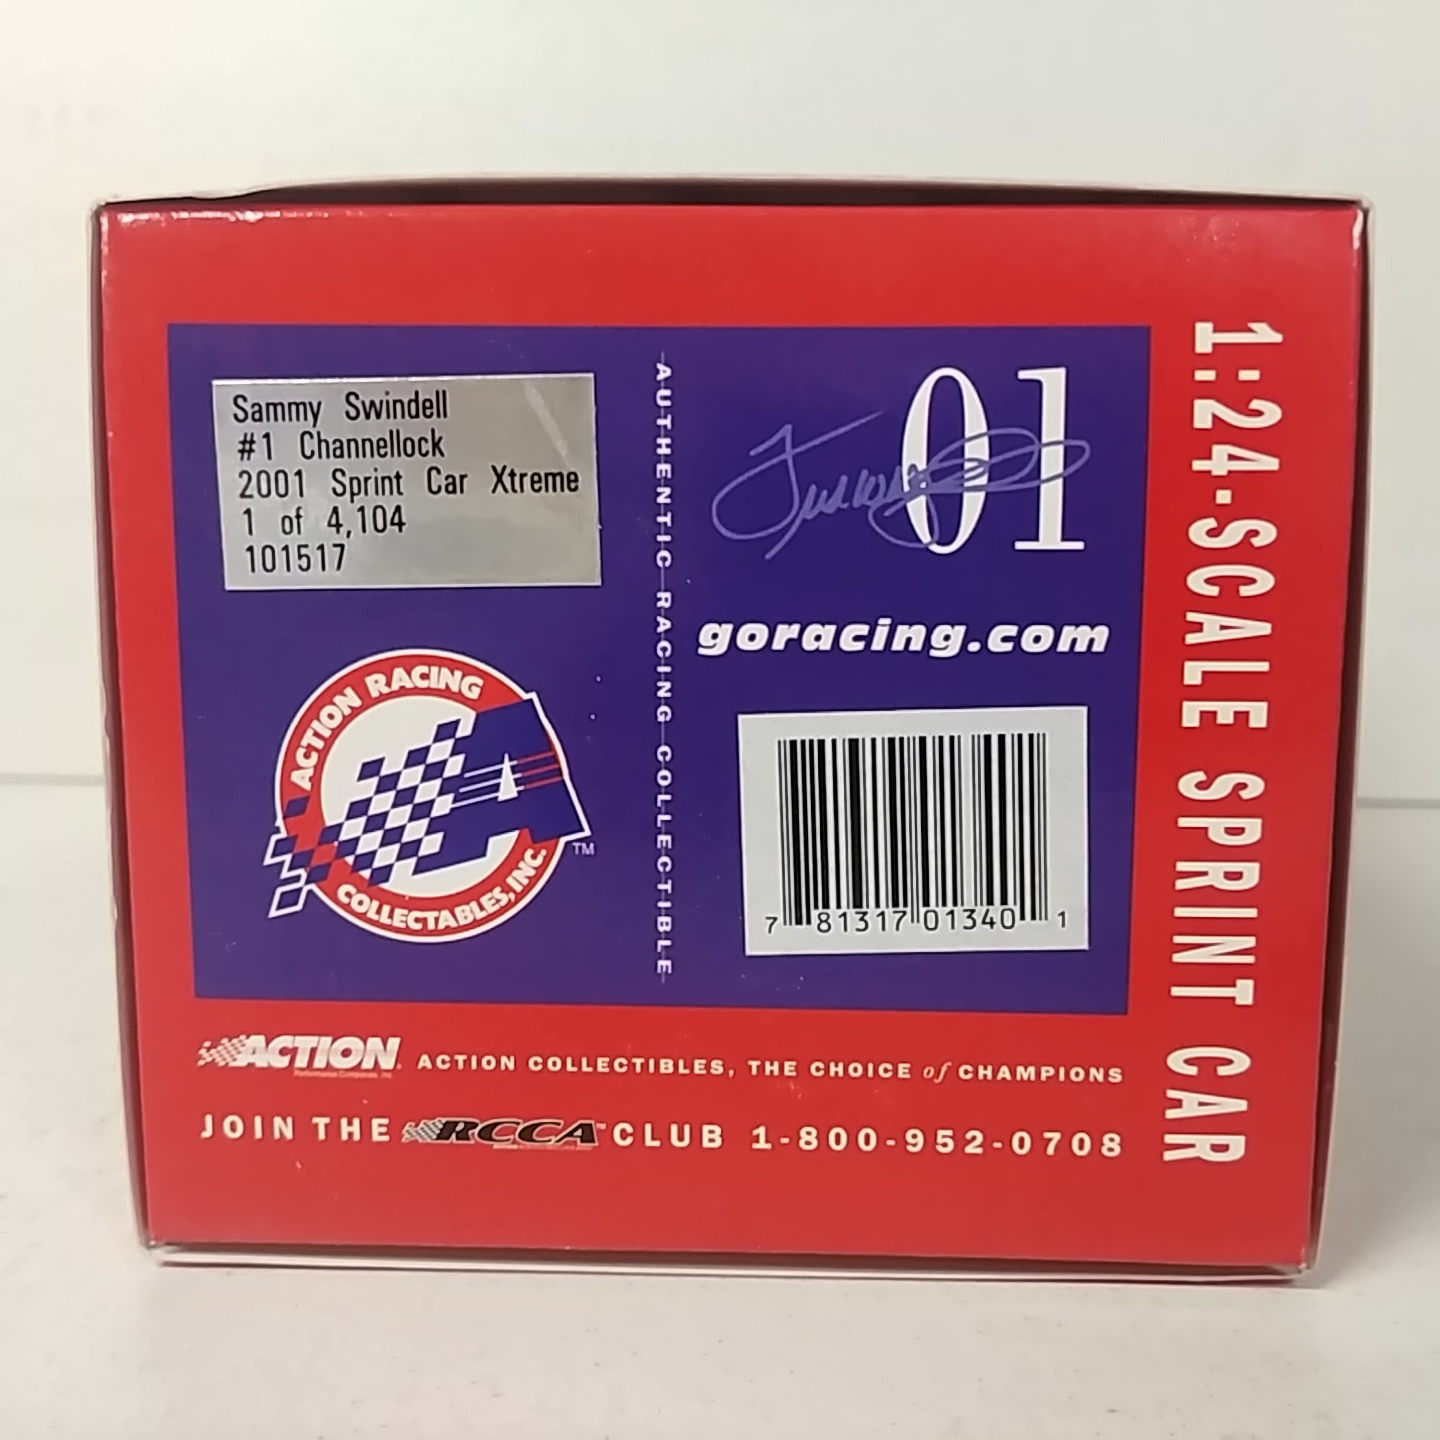 Sammy Swindell
#1 Channellock
2001 Sprint Car Xtreme
1 of 4,104
101517
AUTHENTIC RACING COLLECTIBLE
01
goracing.com
ACTION RACING
COLLECTABLES, INC.
TM
7 81317 01340 1
1:24-SCALE SPRINT CAR
ACTION ACTION COLLECTIBLES, THE CHOICE of CHAMPIONS
JOIN THE RCCA CLUB 1-800-952-0708